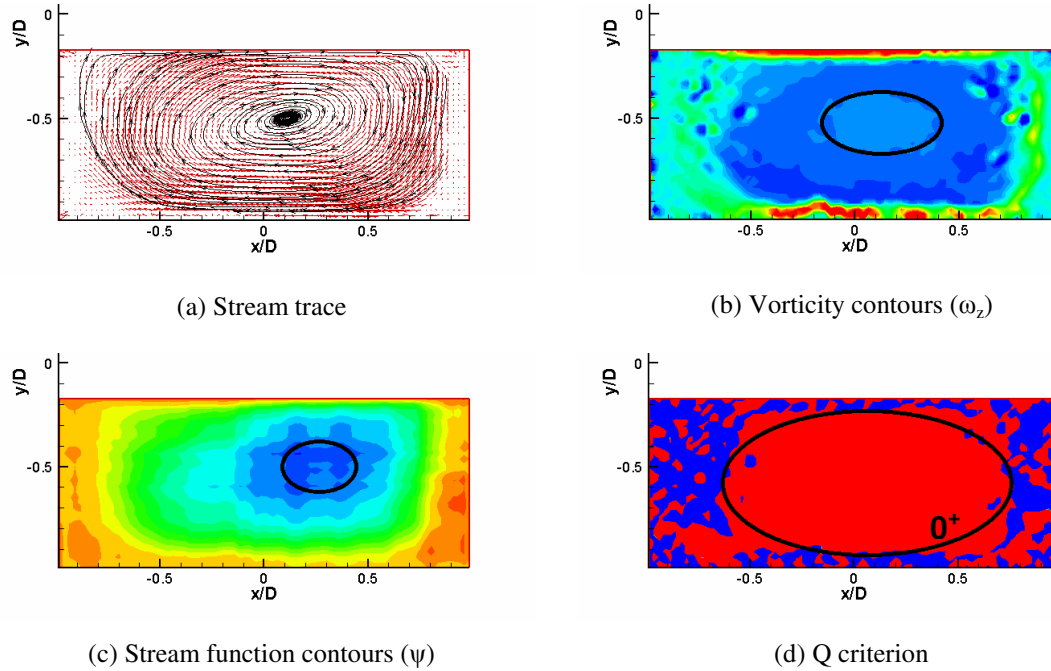 0
y/D
-0.5
-0.5
0
0.5
x/D
(a) Stream trace
0
y/D
-0.5
-0.5
0
0.5
x/D
(b) Vorticity contours (ω_z)
0
y/D
-0.5
-0.5
0
0.5
x/D
(c) Stream function contours (ψ)
0
y/D
-0.5
0⁺
-0.5
0
0.5
x/D
(d) Q criterion